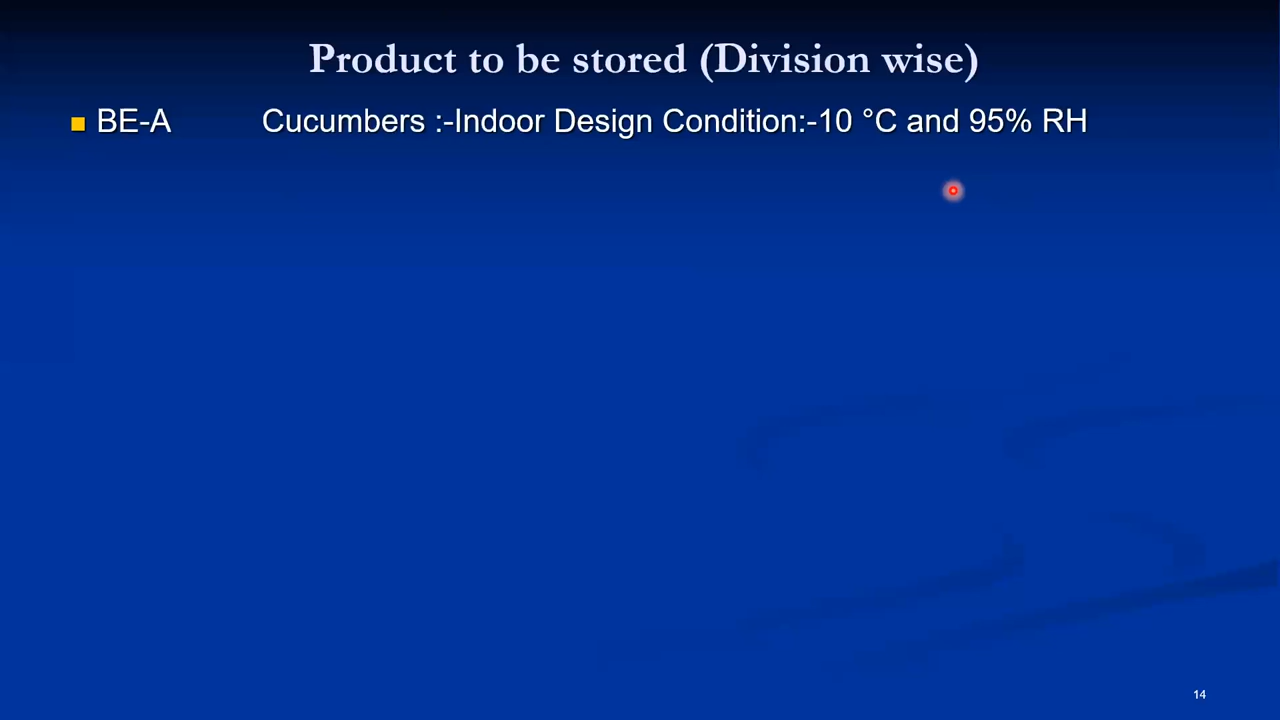 Product to be stored (Division wise)
BE-A Cucumbers :-Indoor Design Condition:-10 °C and 95% RH
14